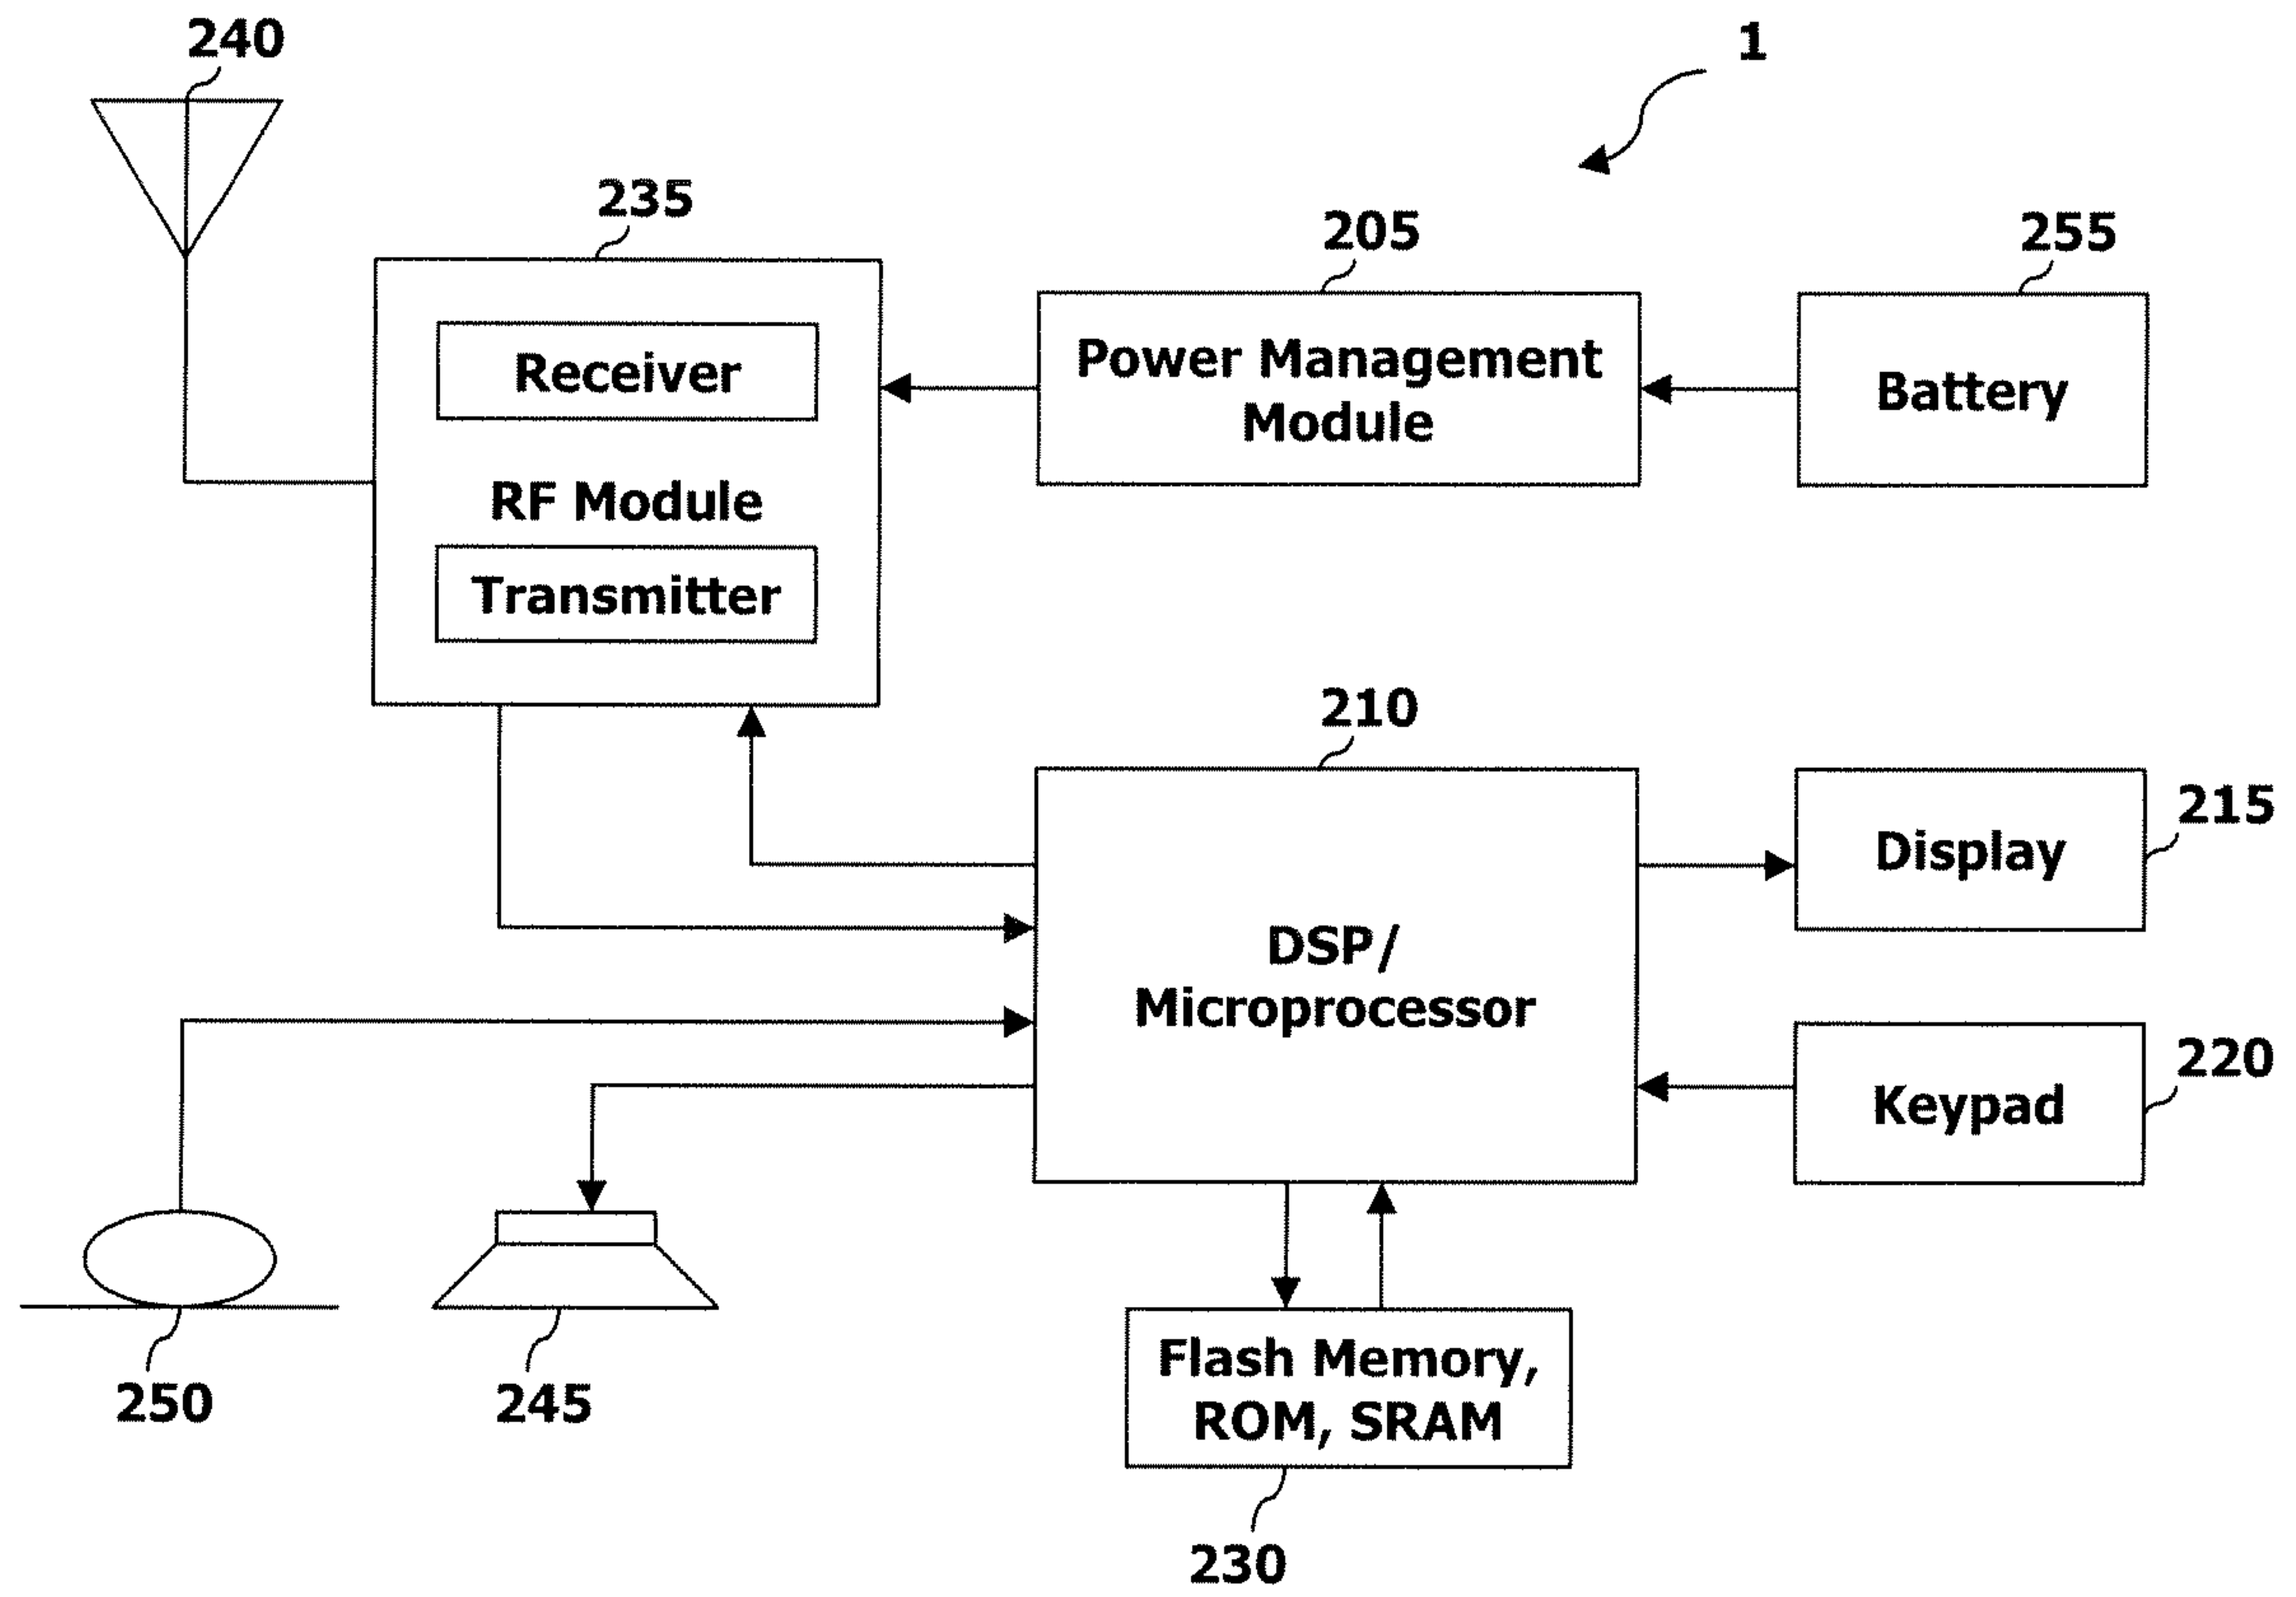 240
1
235
205
255
Receiver
RF Module
Transmitter
Power Management
Module
Battery
210
DSP/
Microprocessor
Display
215
Keypad
220
250
245
Flash Memory,
ROM, SRAM
230